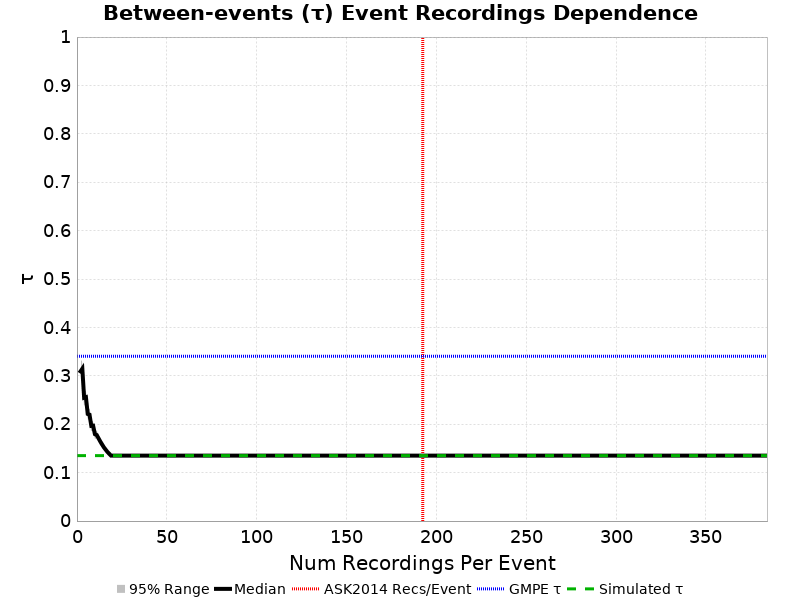 Between-events (τ) Event Recordings Dependence
1
0.9
0.8
0.7
0.6
0.5
0.4
0.3
0.2
0.1
0
τ
0 50 100 150 200 250 300 350
Num Recordings Per Event
95% Range Median ASK2014 Recs/Event GMPE τ Simulated τ